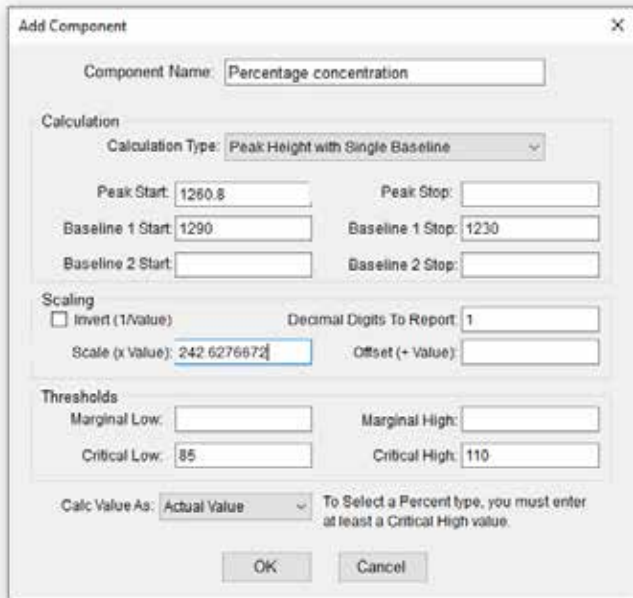 Add Component
Component Name: Percentage concentration
Calculation
Calculation Type: Peak Height with Single Baseline
Peak Start: 1260.8 Peak Stop:
Baseline 1 Start: 1290 Baseline 1 Stop: 1230
Baseline 2 Start: Baseline 2 Stop:
Scaling
Invert (1/Value) Decimal Digits To Report: 1
Scale (x Value): 242.6276672 Offset (+ Value):
Thresholds
Marginal Low: Marginal High:
Critical Low: 85 Critical High: 110
Calc Value As: Actual Value To Select a Percent type, you must enter
at least a Critical High value.
OK Cancel